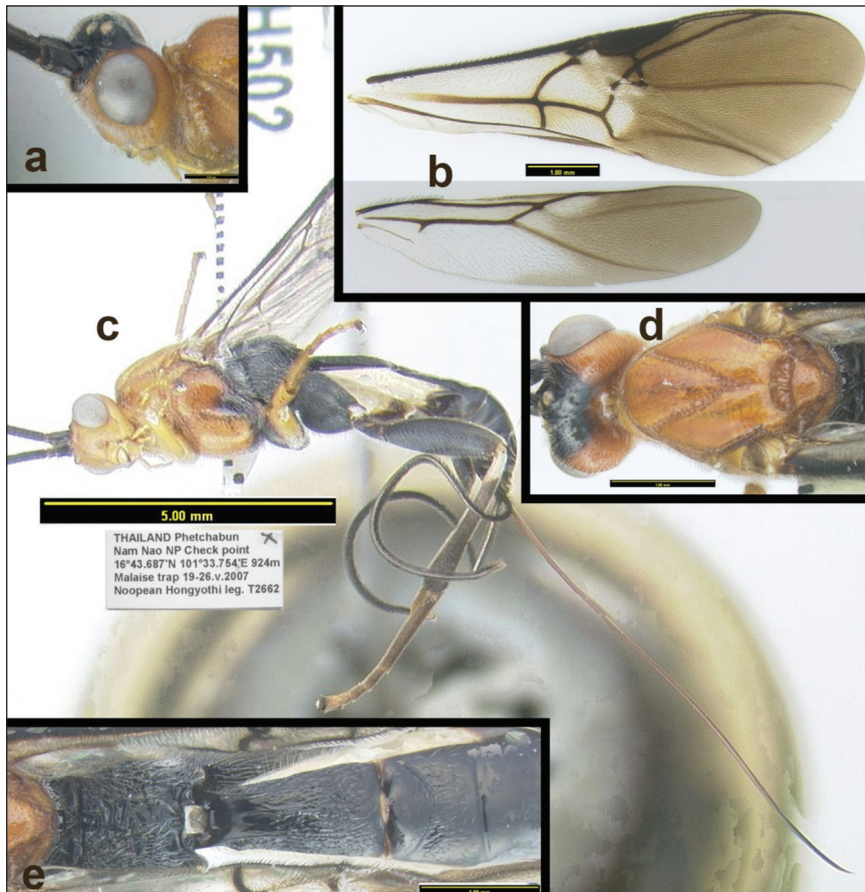 a
H502
b
1.00 mm
c
d
5.00 mm
THAILAND Phetchabun
Nam Nao NP Check point
16°43.687'N 101°33.754,'E 924m
Malaise trap 19-26.v.2007
Noopean Hongyothi leg. T2662
e